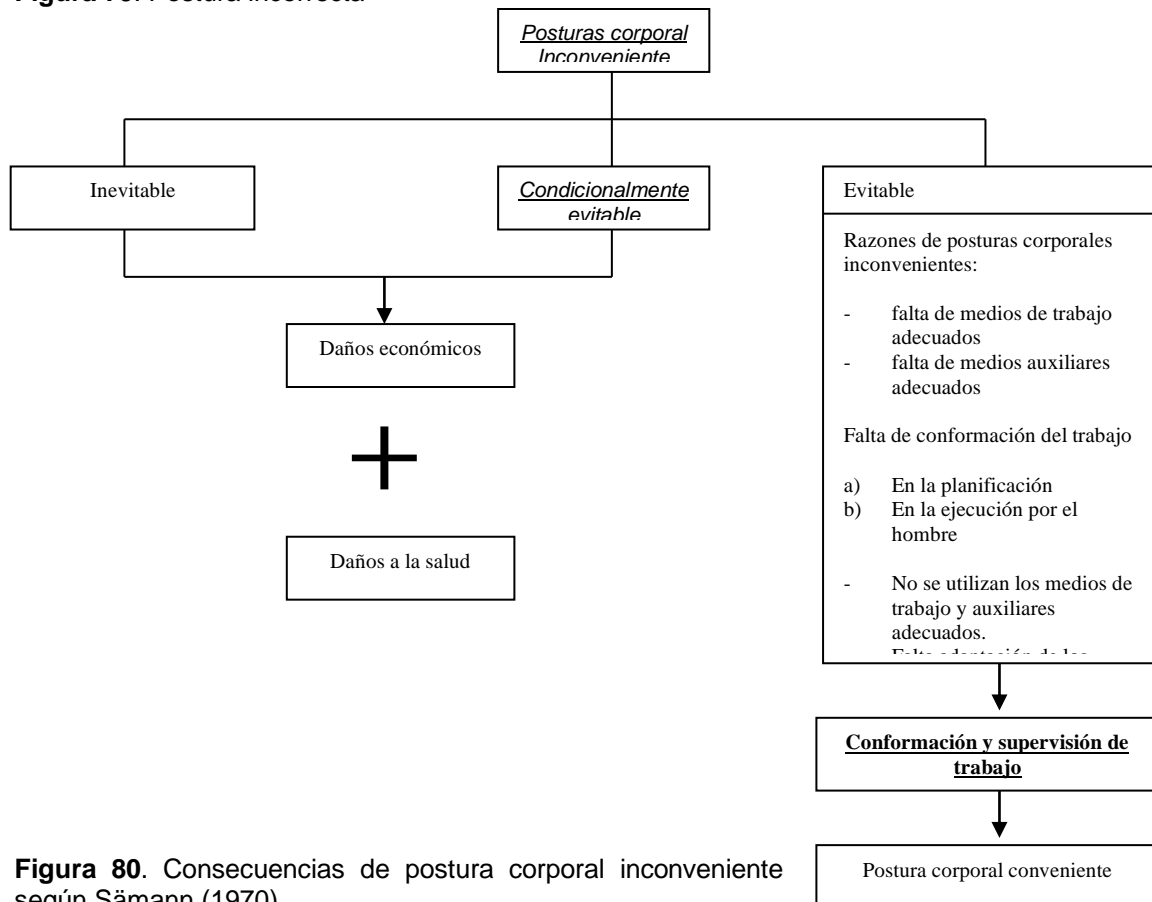 Posturas corporal
Inconveniente
Inevitable
Condicionalmente
evitable
Daños económicos
Daños a la salud
Evitable
Razones de posturas corporales
inconvenientes:
- falta de medios de trabajo
adecuados
- falta de medios auxiliares
adecuados
Falta de conformación del trabajo
a) En la planificación
b) En la ejecución por el
hombre
- No se utilizan los medios de
trabajo y auxiliares
adecuados.
Conformación y supervisión de
trabajo
Postura corporal conveniente
Figura 80. Consecuencias de postura corporal inconveniente
según Sämann (1970)